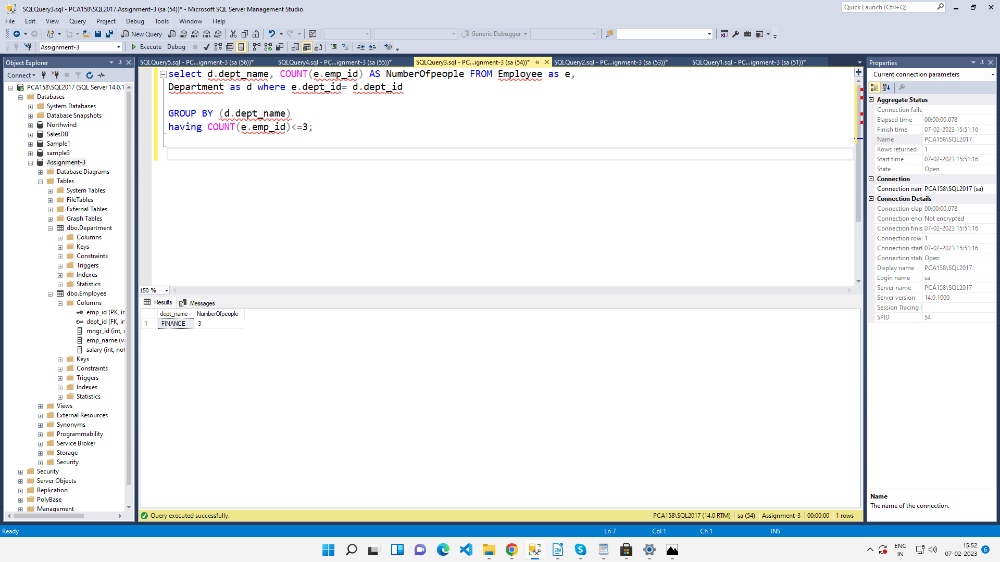 SQLQuery3.sql - PCA158\SQL2017.Assignment-3 (sa (54))* - Microsoft SQL Server Management Studio
Quick Launch (Ctrl+Q)
File Edit View Query Project Debug Tools Window Help
New Query
MDX DMX XMLA DAX
Generic Debugger
Assignment-3
Execute Debug
Object Explorer
Connect
PCA158\SQL2017 (SQL Server 14.0.1
Databases
System Databases
Database Snapshots
Northwind
SalesDB
Sample1
sample3
Assignment-3
Database Diagrams
Tables
System Tables
FileTables
External Tables
Graph Tables
dbo.Department
Columns
Keys
Constraints
Triggers
Indexes
Statistics
dbo.Employee
Columns
emp_id (PK, in
dept_id (FK, in
mngr_id (int, n
emp_name (va
salary (int, not
Keys
Constraints
Triggers
Indexes
Statistics
Views
External Resources
Synonyms
Programmability
Service Broker
Storage
Security
Security
Server Objects
Replication
PolyBase
Management
SQLQuery5.sql - PC...ignment-3 (sa (56))* SQLQuery4.sql - PC...ignment-3 (sa (55))* SQLQuery3.sql - PC...ignment-3 (sa (54))* SQLQuery2.sql - PC...ignment-3 (sa (53))* SQLQuery1.sql - PC...ignment-3 (sa (51))*
select d.dept_name, COUNT(e.emp_id) AS NumberOfpeople FROM Employee as e,
Department as d where e.dept_id= d.dept_id
GROUP BY (d.dept_name)
having COUNT(e.emp_id)<=3;
150 %
Results Messages
dept_name NumberOfpeople
1 FINANCE 3
Query executed successfully.
PCA158\SQL2017 (14.0 RTM) sa (54) Assignment-3 00:00:00 1 rows
Properties
Current connection parameters
Aggregate Status
Connection failu
Elapsed time 00:00:00.078
Finish time 07-02-2023 15:51:16
Name PCA158\SQL2017
Rows returned 1
Start time 07-02-2023 15:51:16
State Open
Connection
Connection nam PCA158\SQL2017 (sa)
Connection Details
Connection elap 00:00:00.078
Connection encr Not encrypted
Connection finis 07-02-2023 15:51:16
Connection row 1
Connection start 07-02-2023 15:51:16
Connection state Open
Display name PCA158\SQL2017
Login name sa
Server name PCA158\SQL2017
Server version 14.0.1000
Session Tracing I
SPID 54
Name
The name of the connection.
Ready Ln 7 Col 1 Ch 1 INS
ENG
IN
15:52
07-02-2023
6